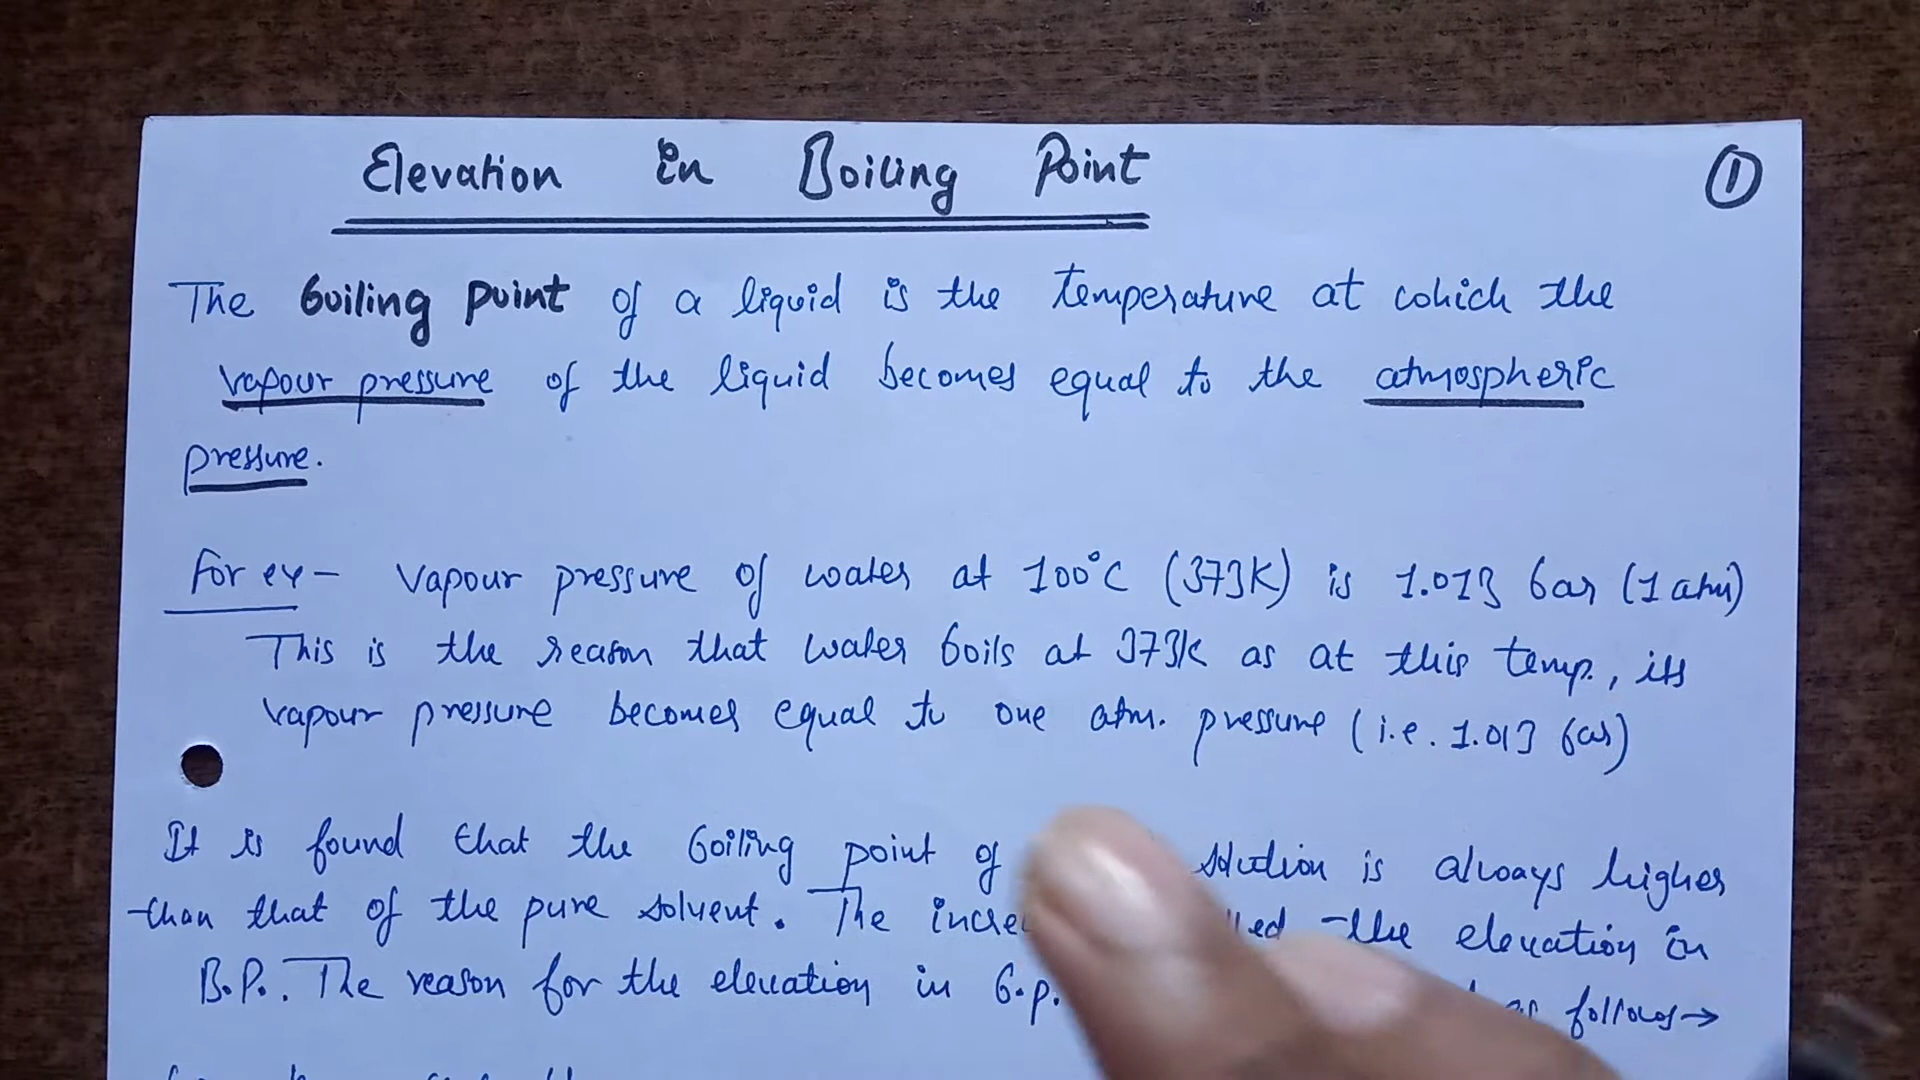 Elevation in Boiling Point
①
The boiling point of a liquid is the temperature at which the
vapour pressure of the liquid becomes equal to the atmospheric
pressure.
For ex - Vapour pressure of water at 100°C (373K) is 1.013 bar (1 atm)
This is the reason that water boils at 373K as at this temp., its
vapour pressure becomes equal to one atm. pressure (i.e. 1.013 bar)
It is found that the boiling point of solution is always higher
than that of the pure solvent. The the elevation in
B.P.. The reason for the elevation in b.p. as follows→